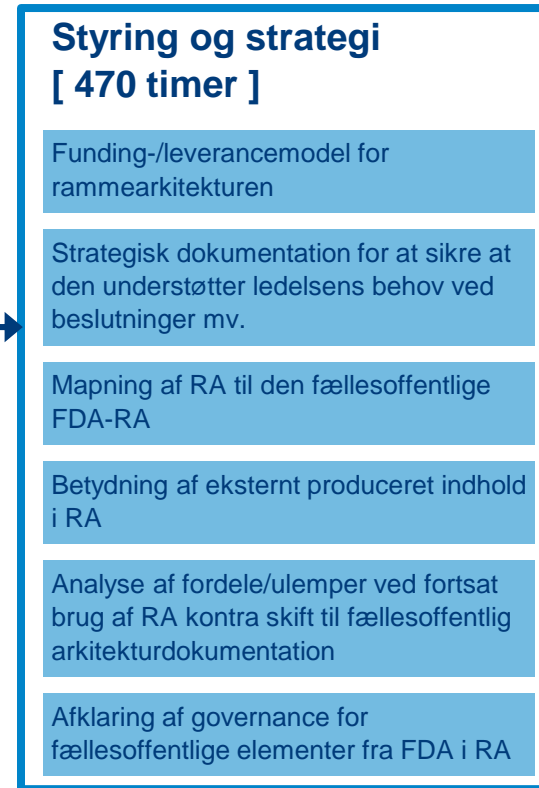 Styring og strategi
[ 470 timer ]
Funding-/leverancemodel for
rammearkitekturen
Strategisk dokumentation for at sikre at
den understøtter ledelsens behov ved
beslutninger mv.
Mapning af RA til den fællesoffentlige
FDA-RA
Betydning af eksternt produceret indhold
i RA
Analyse af fordele/ulemper ved fortsat
brug af RA kontra skift til fællesoffentlig
arkitekturdokumentation
Afklaring af governance for
fællesoffentlige elementer fra FDA i RA